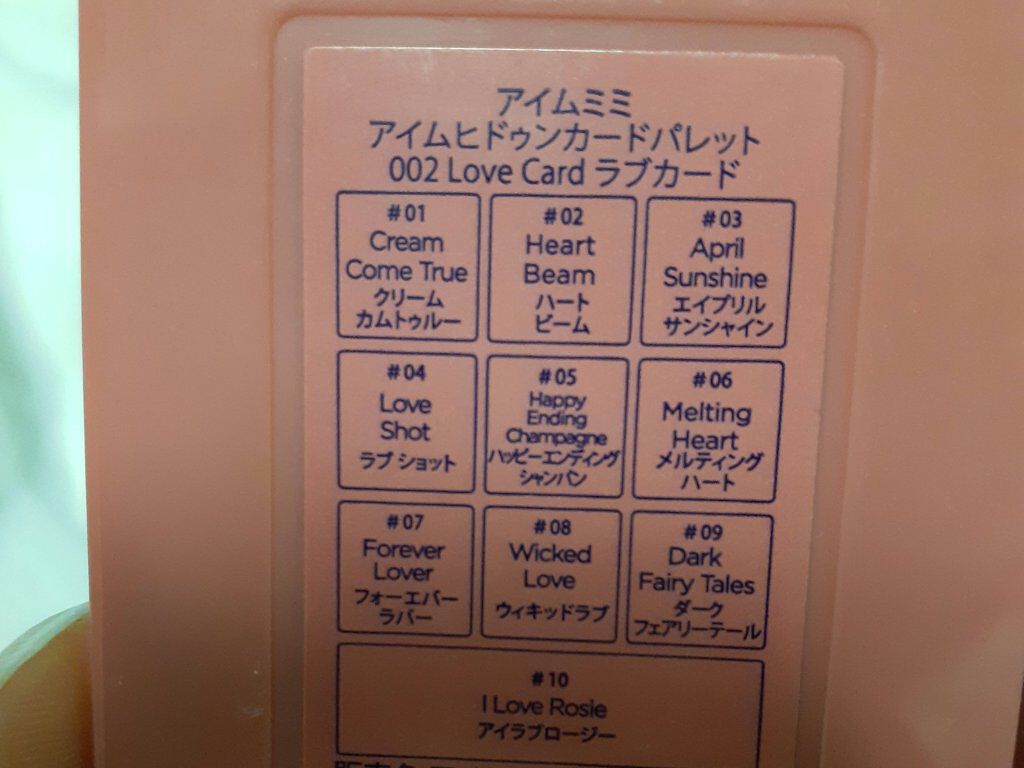 アイムミミ
アイムヒドゥンカードパレット
002 Love Card ラブカード
#01
Cream
Come True
クリーム
カムトゥルー
#02
Heart
Beam
ハート
ビーム
#03
April
Sunshine
エイプリル
サンシャイン
#04
Love
Shot
ラブ ショット
#05
Happy
Ending
Champagne
ハッピーエンディング
シャンパン
#06
Melting
Heart
メルティング
ハート
#07
Forever
Lover
フォーエバー
ラバー
#08
Wicked
Love
ウィキッドラブ
#09
Dark
Fairy Tales
ダーク
フェアリーテール
#10
I Love Rosie
アイラブロージー